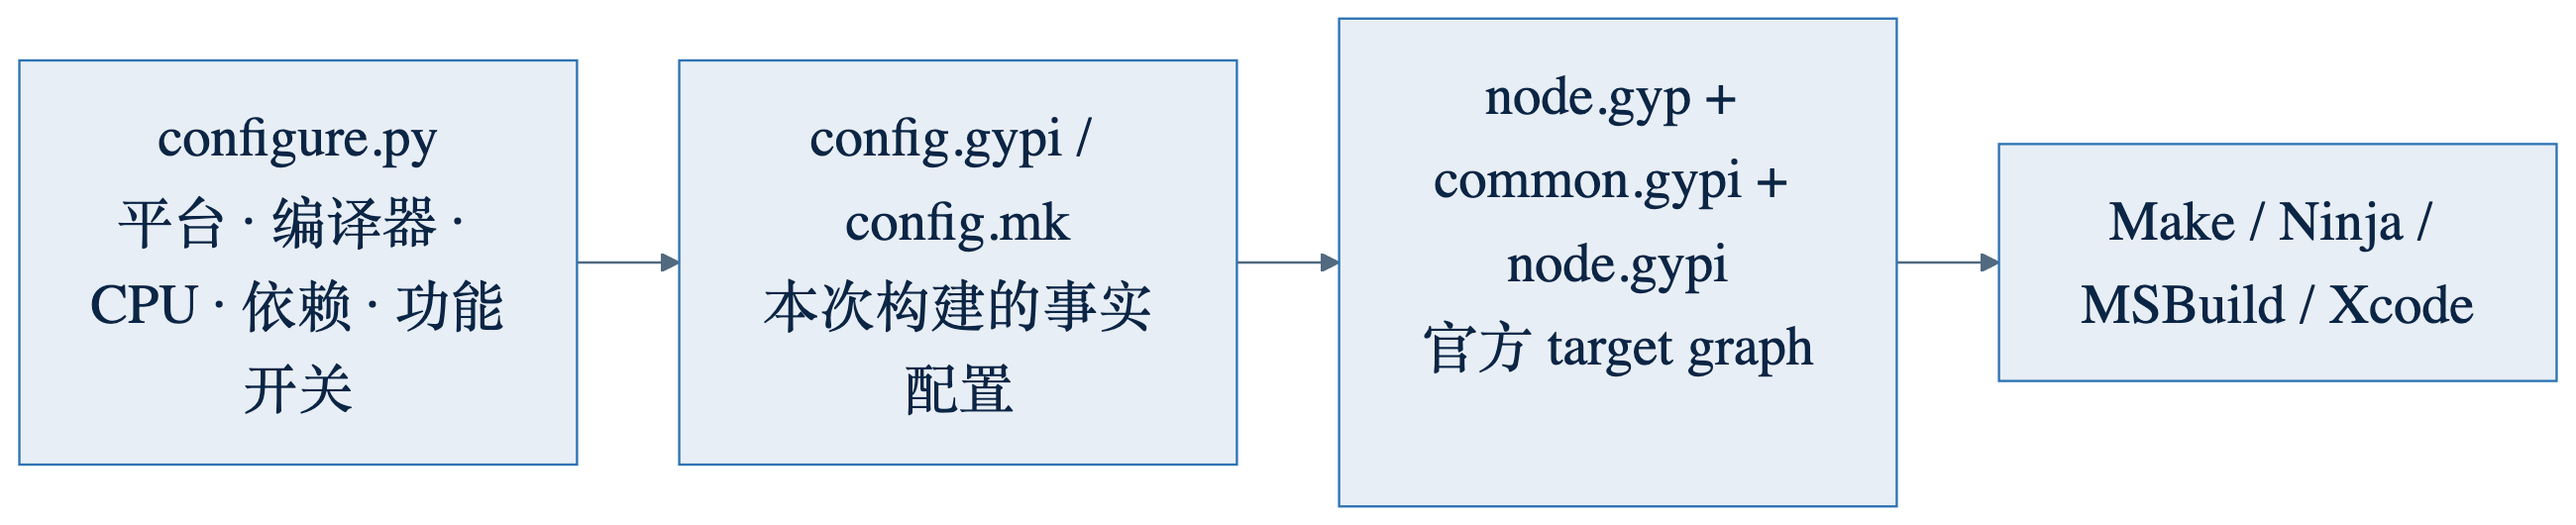 configure.py
平台 · 编译器 ·
CPU · 依赖 · 功能
开关
config.gypi /
config.mk
本次构建的事实
配置
node.gyp +
common.gypi +
node.gypi
官方 target graph
Make / Ninja /
MSBuild / Xcode